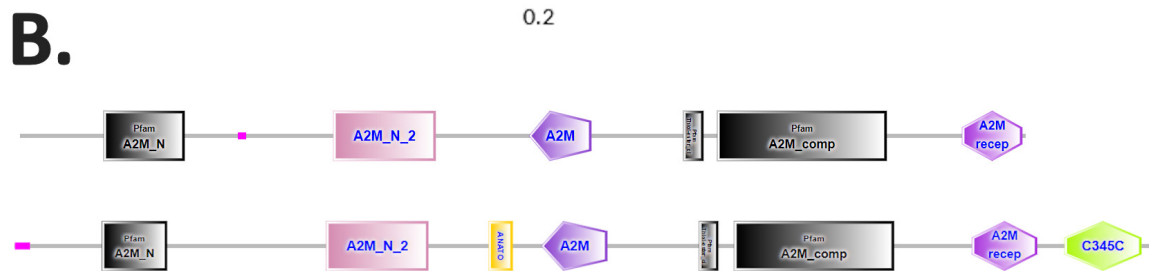 0.2
B.
Pfam
A2M_N
A2M_N_2
A2M
Pfam
A2M_comp
A2M
recep
Pfam
A2M_N
A2M_N_2
ANATO
A2M
Pfam
A2M_comp
A2M
recep
C345C